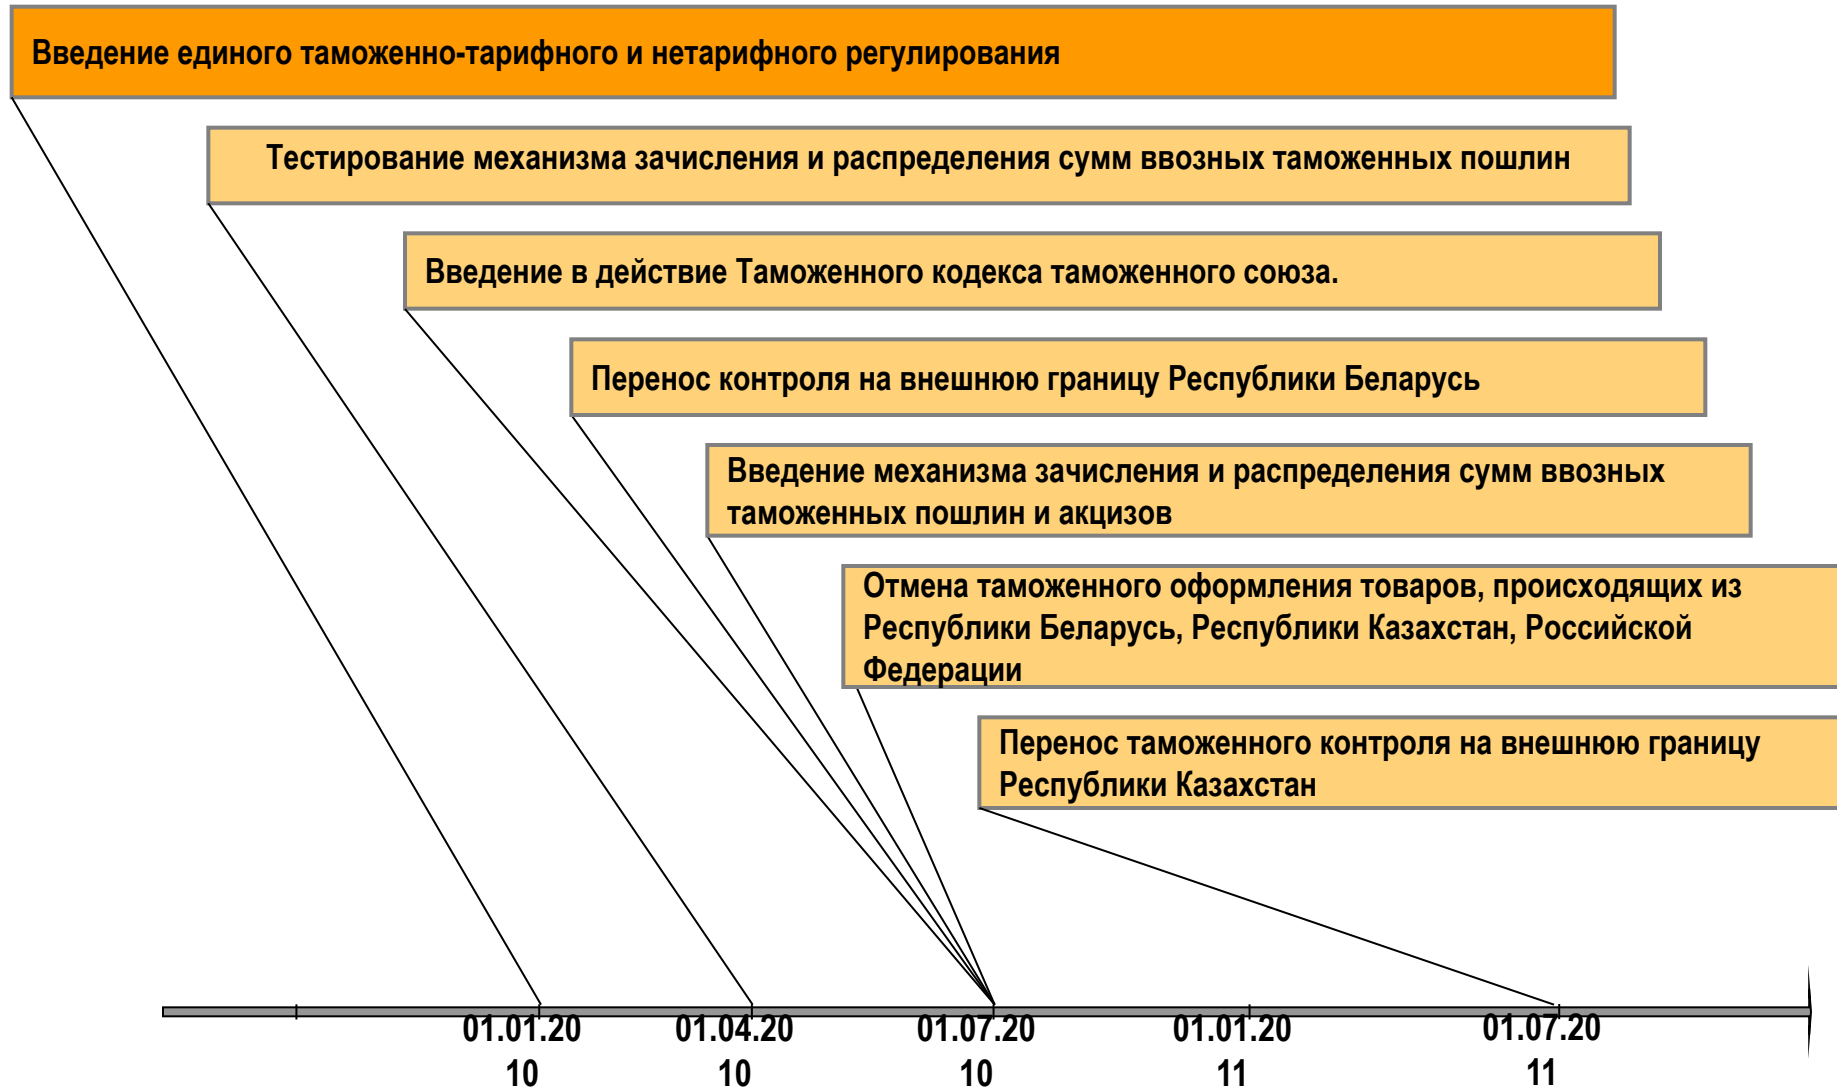 Введение единого таможенно-тарифного и нетарифного регулирования
Тестирование механизма зачисления и распределения сумм ввозных таможенных пошлин
Введение в действие Таможенного кодекса таможенного союза.
Перенос контроля на внешнюю границу Республики Беларусь
Введение механизма зачисления и распределения сумм ввозных
таможенных пошлин и акцизов
Отмена таможенного оформления товаров, происходящих из
Республики Беларусь, Республики Казахстан, Российской
Федерации
Перенос таможенного контроля на внешнюю границу
Республики Казахстан
01.01.20
10
01.04.20
10
01.07.20
10
01.01.20
11
01.07.20
11